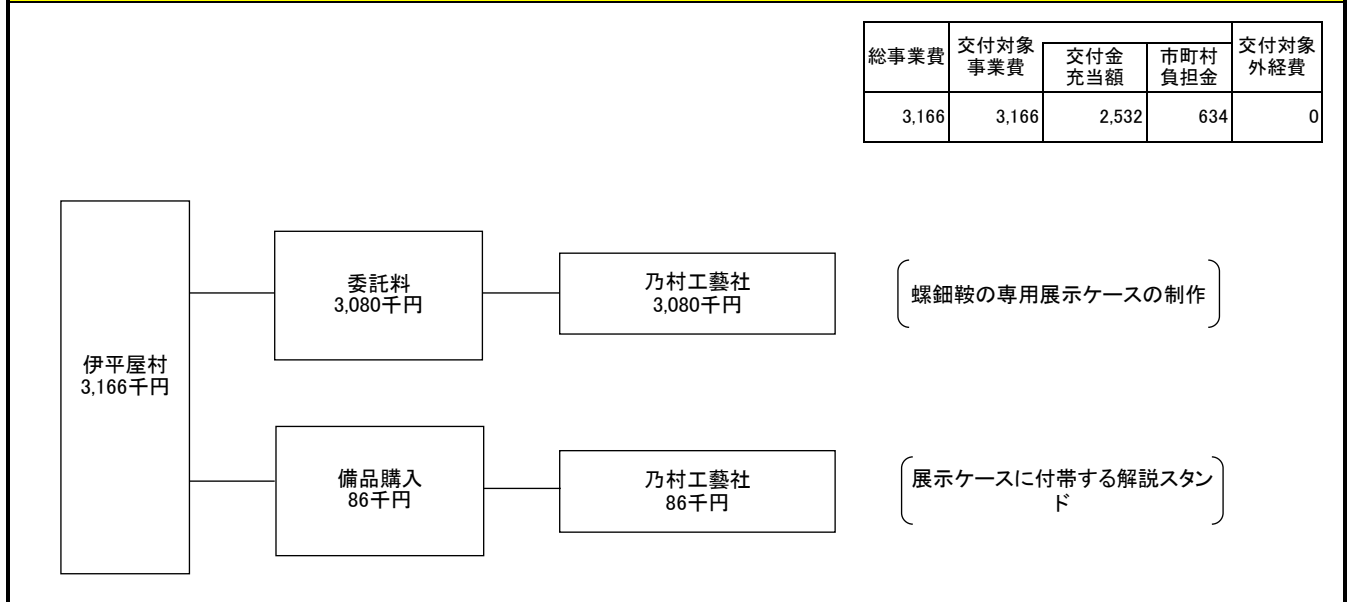 総事業費
交付対象
事業費
交付金
充当額
市町村
負担金
交付対象
外経費
3,166
3,166
2,532
634
0
伊平屋村
3,166千円
委託料
3,080千円
乃村工藝社
3,080千円
螺鈿鞍の専用展示ケースの制作
備品購入
86千円
乃村工藝社
86千円
展示ケースに付帯する解説スタン
ド